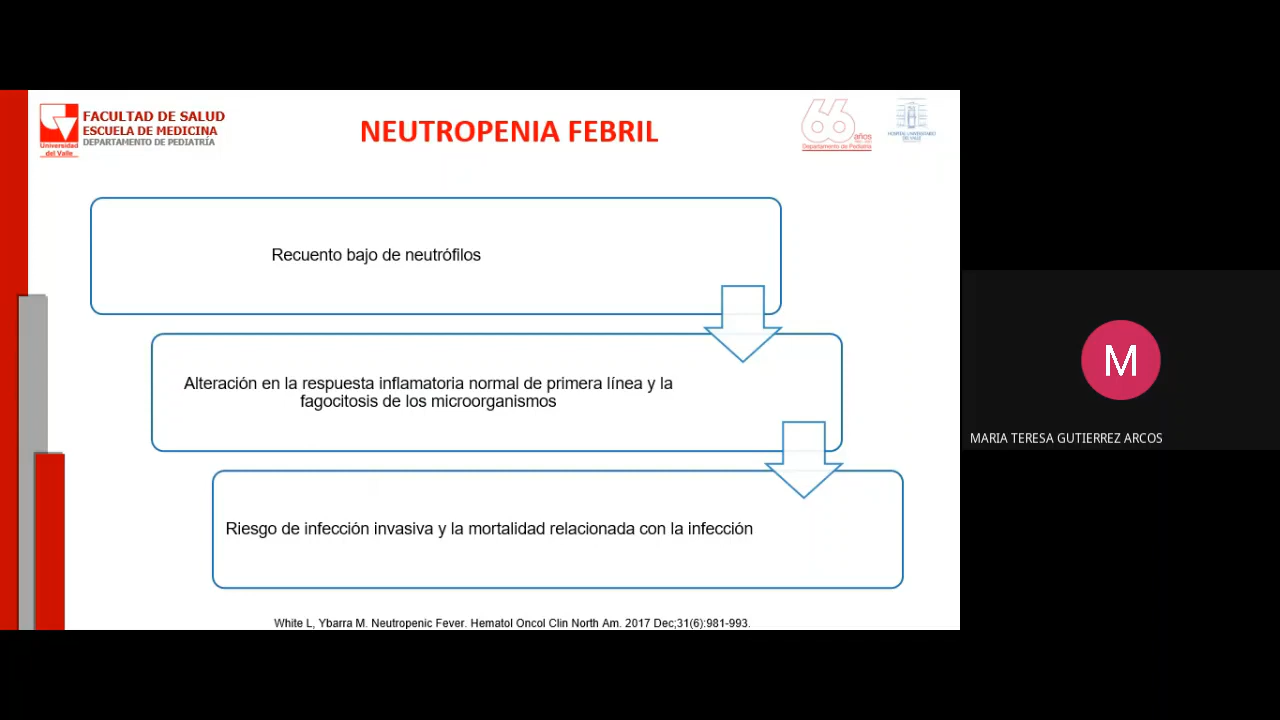 FACULTAD DE SALUD
ESCUELA DE MEDICINA
DEPARTAMENTO DE PEDIATRÍA
Universidad
del Valle
NEUTROPENIA FEBRIL
66 años
Departamento de Pediatría
HOSPITAL UNIVERSITARIO
DEL VALLE
Recuento bajo de neutrófilos
Alteración en la respuesta inflamatoria normal de primera línea y la
fagocitosis de los microorganismos
Riesgo de infección invasiva y la mortalidad relacionada con la infección
White L, Ybarra M. Neutropenic Fever. Hematol Oncol Clin North Am. 2017 Dec;31(6):981-993.
M
MARIA TERESA GUTIERREZ ARCOS